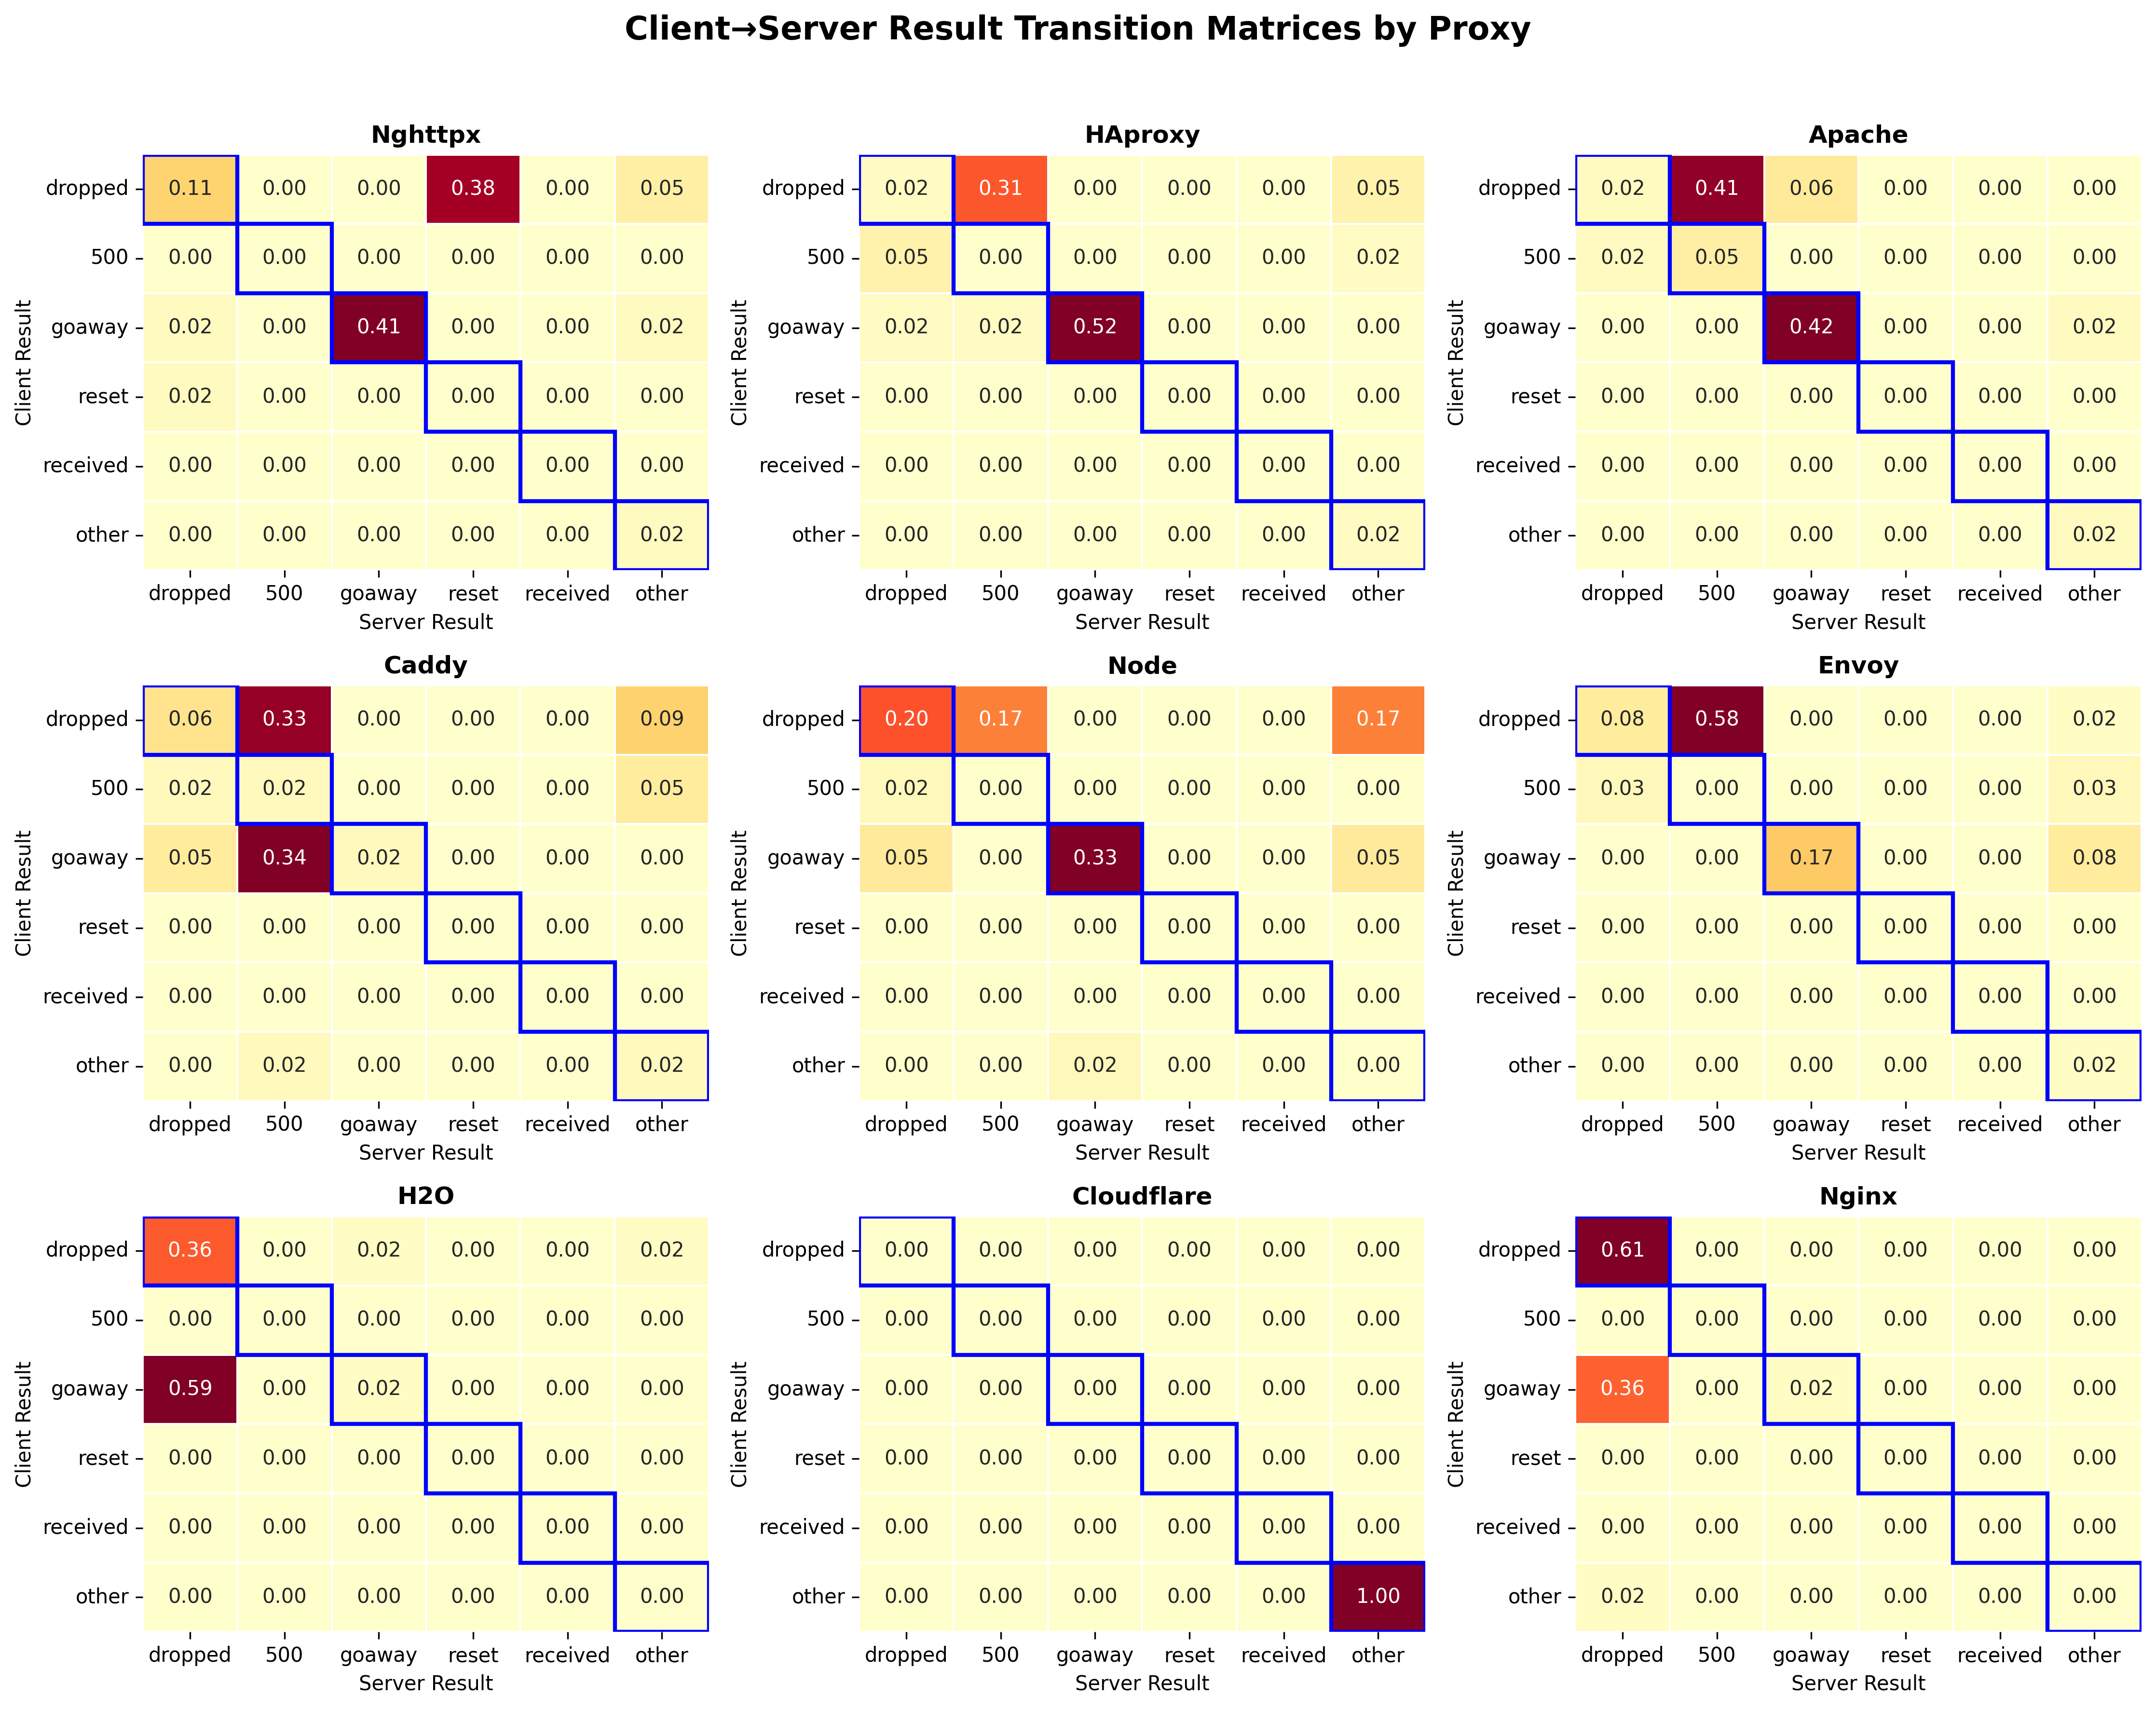 Client→Server Result Transition Matrices by Proxy
Nghttpx
Client Result
dropped 0.11 0.00 0.00 0.38 0.00 0.05
500 0.00 0.00 0.00 0.00 0.00 0.00
goaway 0.02 0.00 0.41 0.00 0.00 0.02
reset 0.02 0.00 0.00 0.00 0.00 0.00
received 0.00 0.00 0.00 0.00 0.00 0.00
other 0.00 0.00 0.00 0.00 0.00 0.02
dropped 500 goaway reset received other
Server Result
HAproxy
Client Result
dropped 0.02 0.31 0.00 0.00 0.00 0.05
500 0.05 0.00 0.00 0.00 0.00 0.02
goaway 0.02 0.02 0.52 0.00 0.00 0.00
reset 0.00 0.00 0.00 0.00 0.00 0.00
received 0.00 0.00 0.00 0.00 0.00 0.00
other 0.00 0.00 0.00 0.00 0.00 0.02
dropped 500 goaway reset received other
Server Result
Apache
Client Result
dropped 0.02 0.41 0.06 0.00 0.00 0.00
500 0.02 0.05 0.00 0.00 0.00 0.00
goaway 0.00 0.00 0.42 0.00 0.00 0.02
reset 0.00 0.00 0.00 0.00 0.00 0.00
received 0.00 0.00 0.00 0.00 0.00 0.00
other 0.00 0.00 0.00 0.00 0.00 0.02
dropped 500 goaway reset received other
Server Result
Caddy
Client Result
dropped 0.06 0.33 0.00 0.00 0.00 0.09
500 0.02 0.02 0.00 0.00 0.00 0.05
goaway 0.05 0.34 0.02 0.00 0.00 0.00
reset 0.00 0.00 0.00 0.00 0.00 0.00
received 0.00 0.00 0.00 0.00 0.00 0.00
other 0.00 0.02 0.00 0.00 0.00 0.02
dropped 500 goaway reset received other
Server Result
Node
Client Result
dropped 0.20 0.17 0.00 0.00 0.00 0.17
500 0.02 0.00 0.00 0.00 0.00 0.00
goaway 0.05 0.00 0.33 0.00 0.00 0.05
reset 0.00 0.00 0.00 0.00 0.00 0.00
received 0.00 0.00 0.00 0.00 0.00 0.00
other 0.00 0.00 0.02 0.00 0.00 0.00
dropped 500 goaway reset received other
Server Result
Envoy
Client Result
dropped 0.08 0.58 0.00 0.00 0.00 0.02
500 0.03 0.00 0.00 0.00 0.00 0.03
goaway 0.00 0.00 0.17 0.00 0.00 0.08
reset 0.00 0.00 0.00 0.00 0.00 0.00
received 0.00 0.00 0.00 0.00 0.00 0.00
other 0.00 0.00 0.00 0.00 0.00 0.02
dropped 500 goaway reset received other
Server Result
H2O
Client Result
dropped 0.36 0.00 0.02 0.00 0.00 0.02
500 0.00 0.00 0.00 0.00 0.00 0.00
goaway 0.59 0.00 0.02 0.00 0.00 0.00
reset 0.00 0.00 0.00 0.00 0.00 0.00
received 0.00 0.00 0.00 0.00 0.00 0.00
other 0.00 0.00 0.00 0.00 0.00 0.00
dropped 500 goaway reset received other
Server Result
Cloudflare
Client Result
dropped 0.00 0.00 0.00 0.00 0.00 0.00
500 0.00 0.00 0.00 0.00 0.00 0.00
goaway 0.00 0.00 0.00 0.00 0.00 0.00
reset 0.00 0.00 0.00 0.00 0.00 0.00
received 0.00 0.00 0.00 0.00 0.00 0.00
other 0.00 0.00 0.00 0.00 0.00 1.00
dropped 500 goaway reset received other
Server Result
Nginx
Client Result
dropped 0.61 0.00 0.00 0.00 0.00 0.00
500 0.00 0.00 0.00 0.00 0.00 0.00
goaway 0.36 0.00 0.02 0.00 0.00 0.00
reset 0.00 0.00 0.00 0.00 0.00 0.00
received 0.00 0.00 0.00 0.00 0.00 0.00
other 0.02 0.00 0.00 0.00 0.00 0.00
dropped 500 goaway reset received other
Server Result